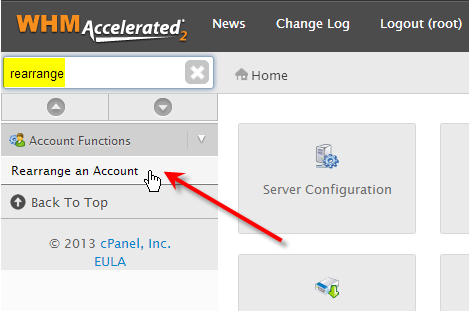 WHM Accelerated 2
News Change Log Logout (root)
rearrange
Home
Account Functions
Rearrange an Account
Back To Top
© 2013 cPanel, Inc.
EULA
Server Configuration